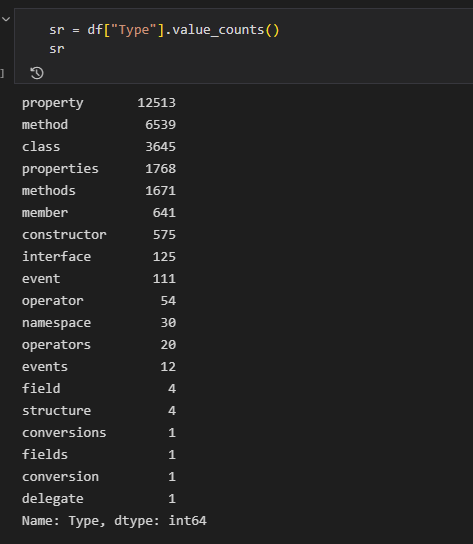 sr = df["Type"].value_counts()
sr
]
property 12513
method 6539
class 3645
properties 1768
methods 1671
member 641
constructor 575
interface 125
event 111
operator 54
namespace 30
operators 20
events 12
field 4
structure 4
conversions 1
fields 1
conversion 1
delegate 1
Name: Type, dtype: int64